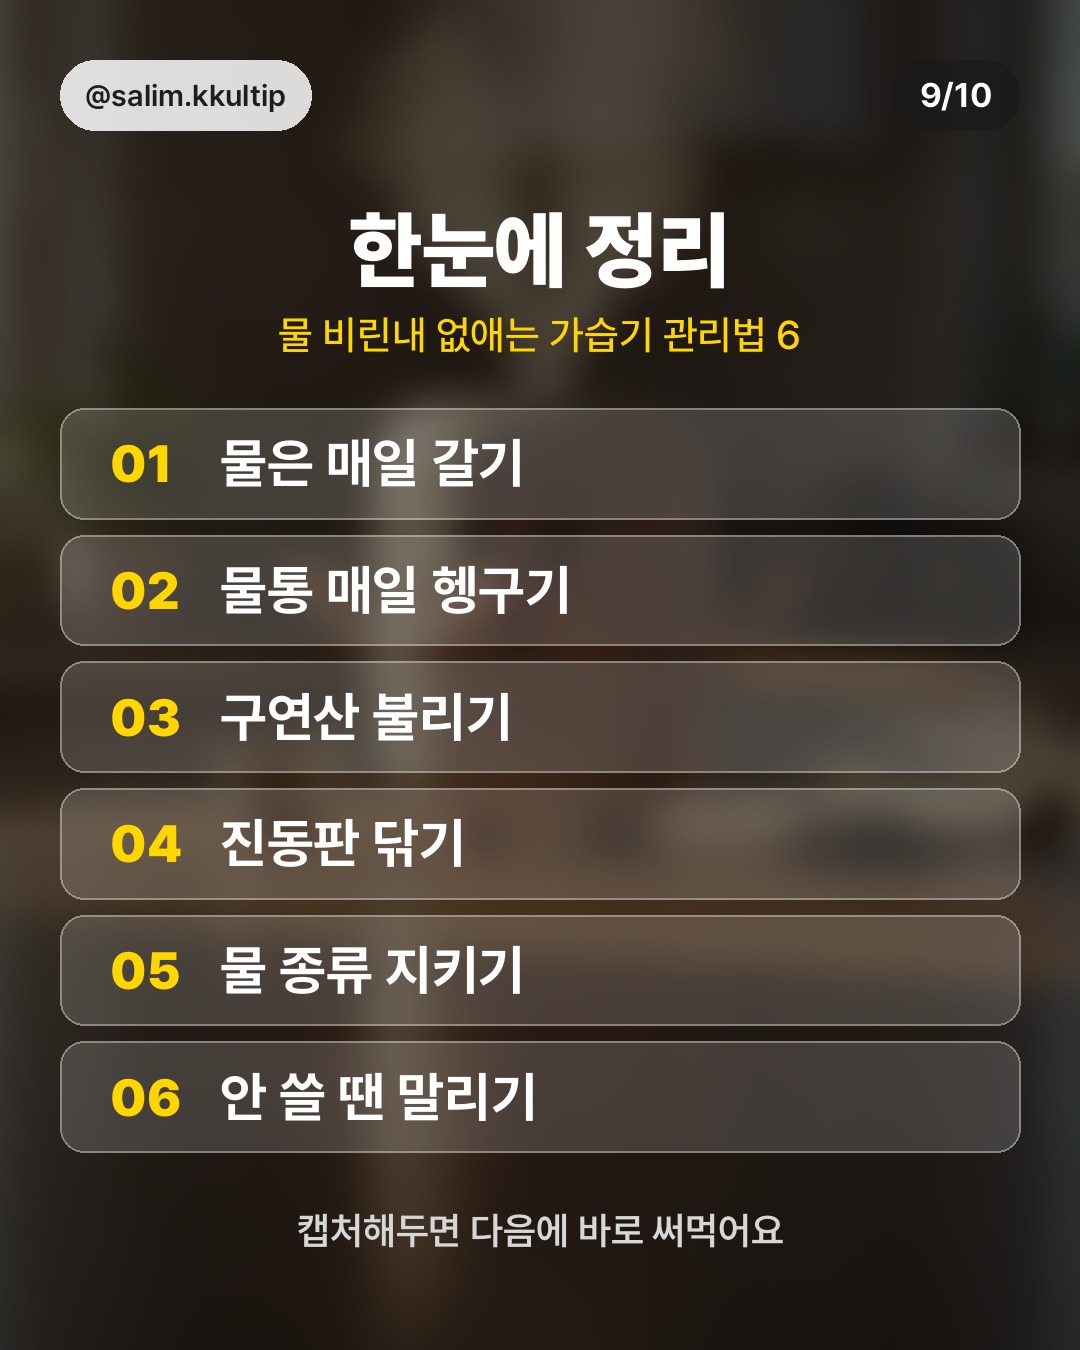 @salim.kkultip
9/10
한눈에 정리
물 비린내 없애는 가습기 관리법 6
01 물은 매일 갈기
02 물통 매일 헹구기
03 구연산 불리기
04 진동판 닦기
05 물 종류 지키기
06 안 쓸 땐 말리기
캡처해두면 다음에 바로 써먹어요